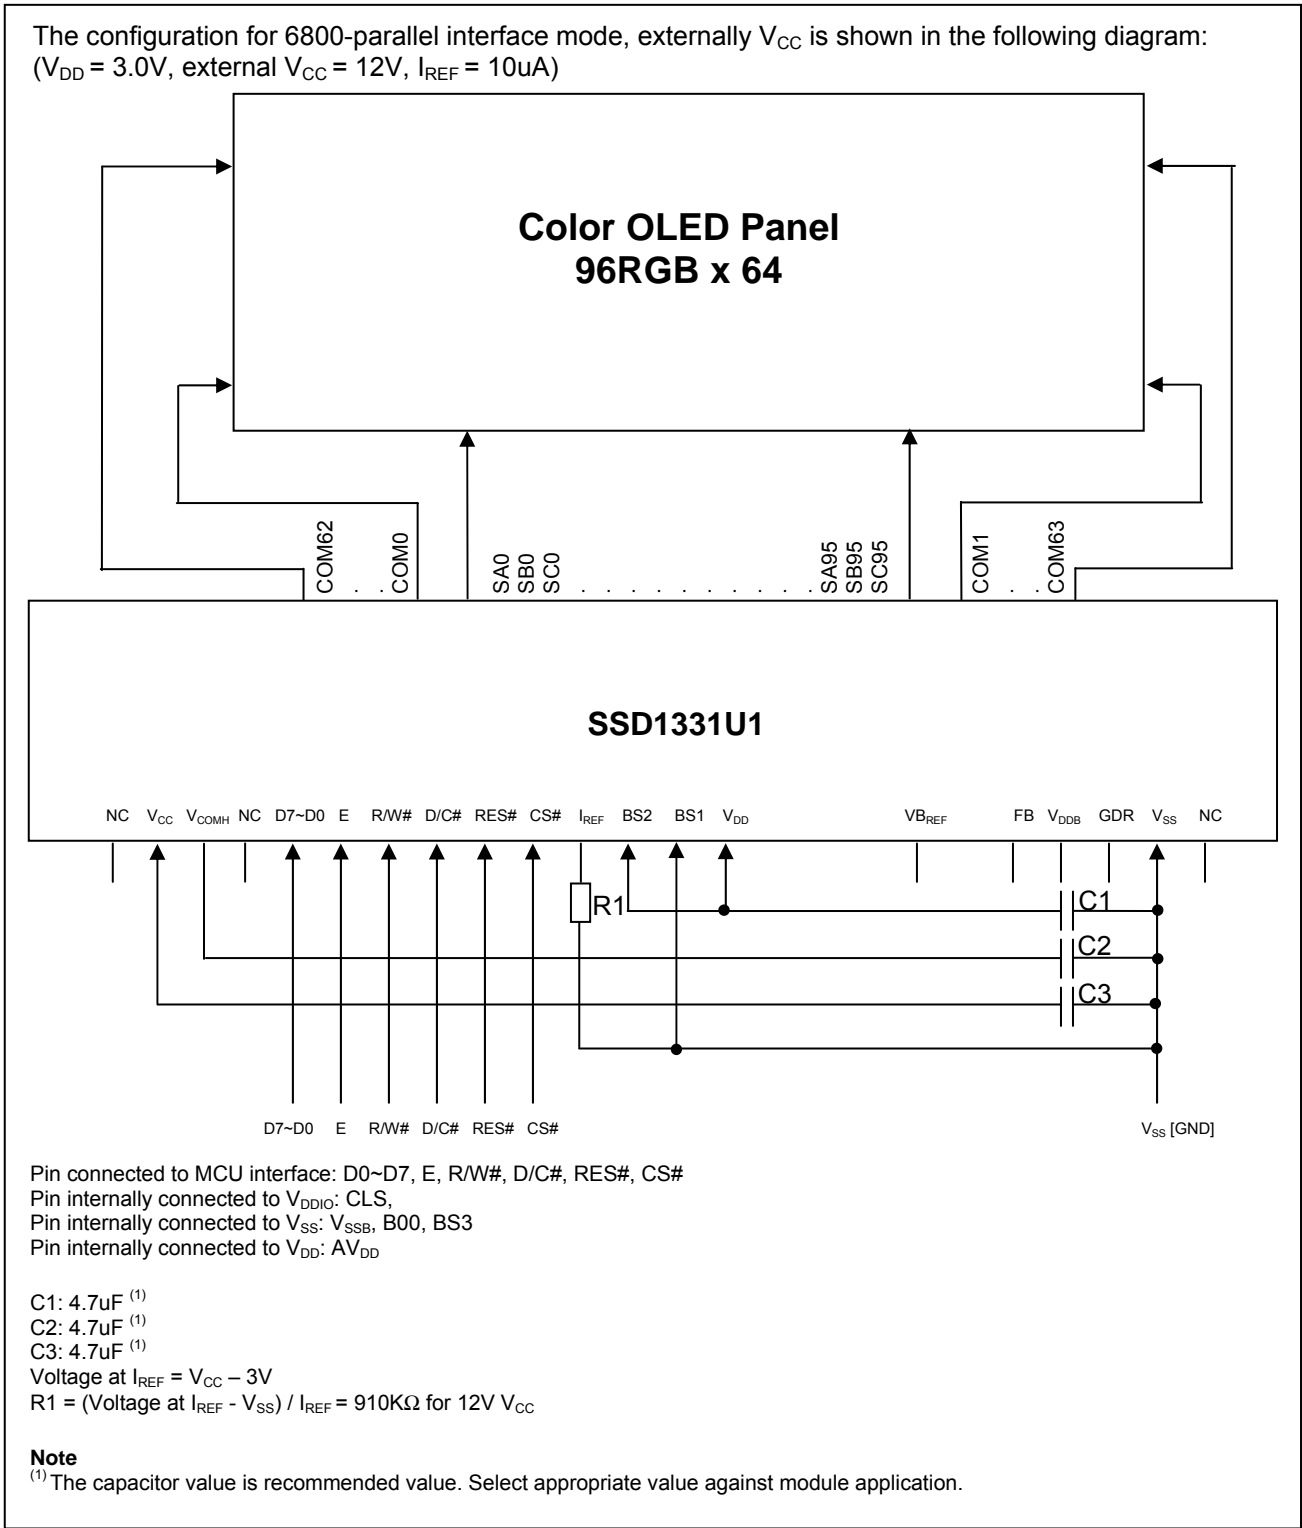 The configuration for 6800-parallel interface mode, externally VCC is shown in the following diagram:
(VDD = 3.0V, external VCC = 12V, IREF = 10uA)
Color OLED Panel
96RGB x 64
COM62 . . COM0 SA0 SB0 SC0 . . . . . . . . . . SA95 SB95 SC95 COM1 . . COM63
SSD1331U1
NC VCC VCOMH NC D7~D0 E R/W# D/C# RES# CS# IREF BS2 BS1 VDD VBREF FB VDDB GDR VSS NC
R1 C1
C2
C3
D7~D0 E R/W# D/C# RES# CS# VSS [GND]
Pin connected to MCU interface: D0~D7, E, R/W#, D/C#, RES#, CS#
Pin internally connected to VDDIO: CLS,
Pin internally connected to VSS: VSSB, B00, BS3
Pin internally connected to VDD: AVDD
C1: 4.7uF (1)
C2: 4.7uF (1)
C3: 4.7uF (1)
Voltage at IREF = VCC – 3V
R1 = (Voltage at IREF - VSS) / IREF = 910KΩ for 12V VCC
Note
(1) The capacitor value is recommended value. Select appropriate value against module application.